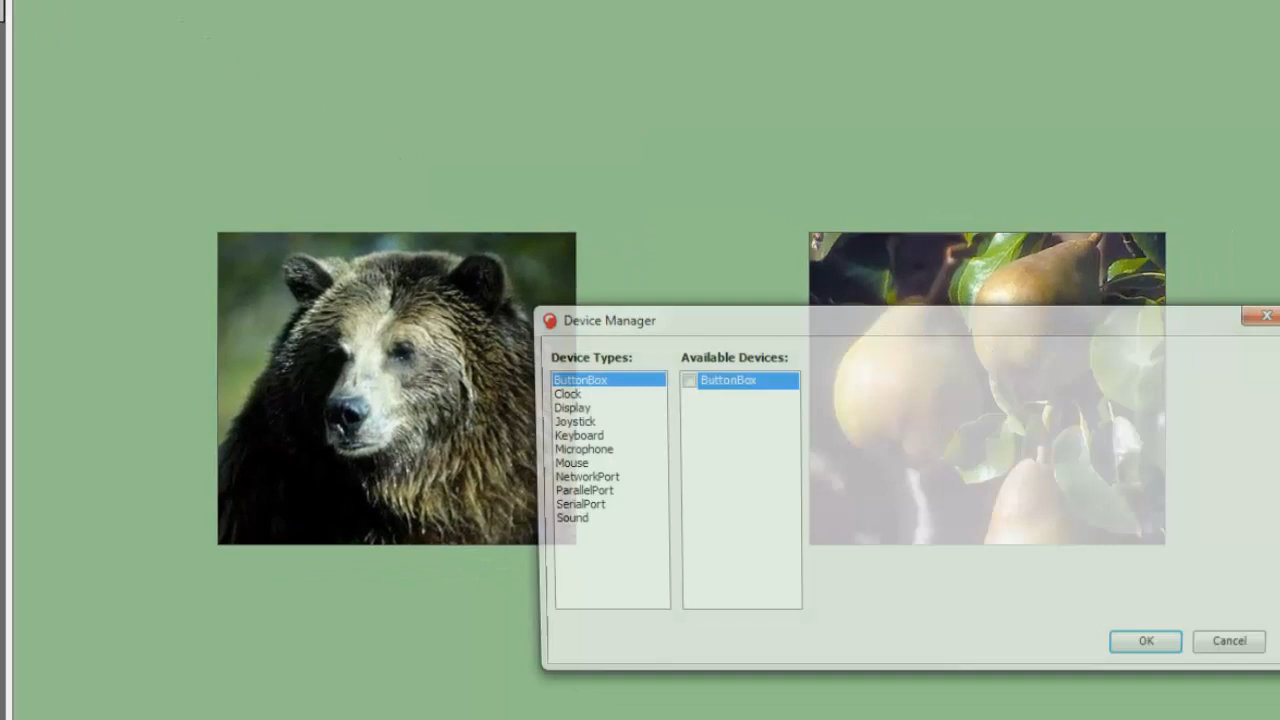 Device Manager
X
Device Types:
Available Devices:
ButtonBox
Clock
Display
Joystick
Keyboard
Microphone
Mouse
NetworkPort
ParallelPort
SerialPort
Sound
ButtonBox
OK
Cancel